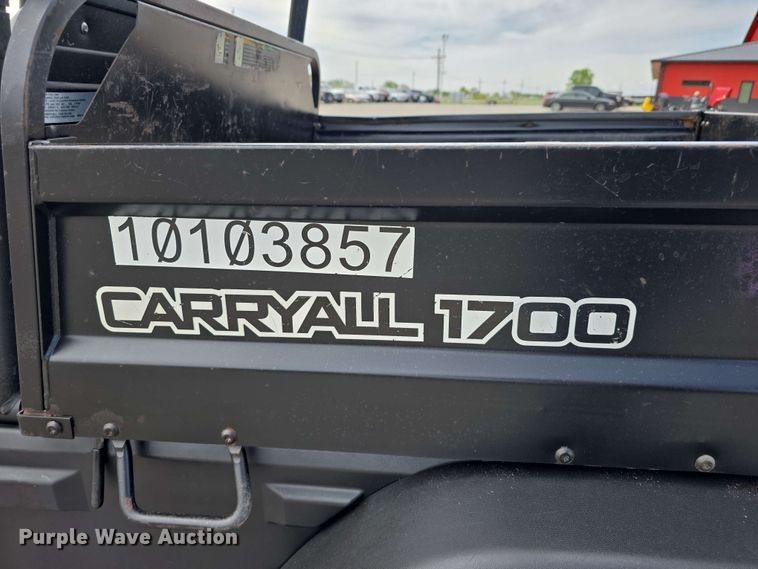 10103857
CARRYALL 1700
Purple Wave Auction®